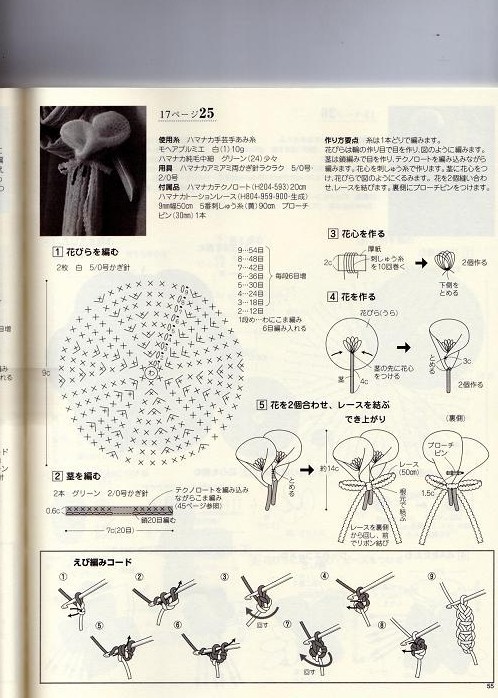 17ページ25
使用糸 ハマナカ手芸手あみ糸
モヘアプルミエ 白(1)10g
ハマナカ純毛中細 グリーン(24)少々
用具 ハマナカアミアミ両かぎ針ラクラク 5/0号・
2/0号
付属品 ハマナカテクノロート(H204-593)20cm
ハマナカトーションレース(H804-959-900・生成)
9mm幅50cm 5番刺しゅう糸(黄)90cm ブローチ
ピン(30mm)1本
作り方要点 糸は1本どりで編みます。
花びらは輪の作り目で目を作り、図のように編みます。
茎は鎖編みで目を作り、テクノロートを編み込みながら
編みます。花心を刺しゅう糸で作ります。茎に花心をつ
け、花びらで図のようにくるみます。花を2個縫い合わ
せ、レースを結びます。裏側にブローチピンをつけます。
1 花びらを編む
2枚 白 5/0号かぎ針
9…54目
8…48目
7…42目
6…36目
5…30目
4…24目
3…18目
2…12目
毎段6目増
1段め…わにこま編み
6目編み入れる
9c
わ
2 茎を編む
2本 グリーン 2/0号かぎ針
テクノロートを編み込み
ながらこま編み
(45ページ参照)
0.6c
鎖20目編む
7c(20目)
3 花心を作る
厚紙
刺しゅう糸
を10回巻く
2c
2個作る
下側を
とめる
4 花を作る
花びら(うら)
茎
4c
茎の先に花心
をつける
とめる
3c
2個作る
5 花を2個合わせ、レースを結ぶ
でき上がり
(裏側)
とめる
約14c
レース
(50cm)
根元で結ぶ
レースを裏側
から回し、前
でリボン結び
ブローチ
ピン
1.5c
えび編みコード
①
②
③
④
⑤
⑥
⑦
⑧
⑨
回す
回す
55